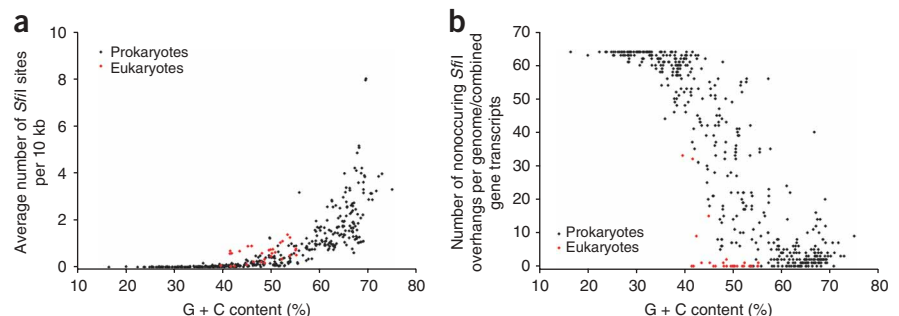 a
Average number of SfiI sites
per 10 kb
10
8
6
4
2
0
Prokaryotes
Eukaryotes
10 20 30 40 50 60 70 80
G + C content (%)
b
Number of nonoccuring SfiI
overhangs per genome/combined
gene transcripts
70
60
50
40
30
20
10
0
Prokaryotes
Eukaryotes
10 20 30 40 50 60 70 80
G + C content (%)